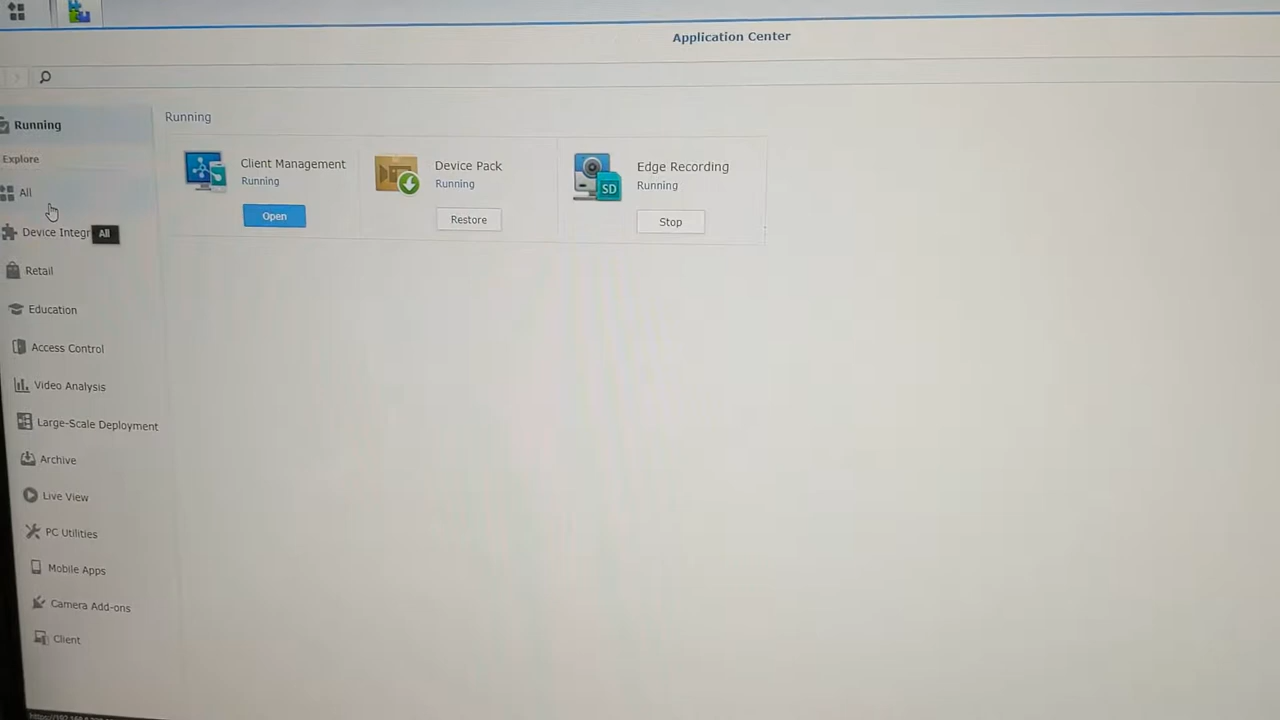 Application Center
Running
Explore
All
Device Integr
All
Retail
Education
Access Control
Video Analysis
Large-Scale Deployment
Archive
Live View
PC Utilities
Mobile Apps
Camera Add-ons
Client
Running
Client Management
Running
Open
Device Pack
Running
Restore
Edge Recording
Running
SD
Stop